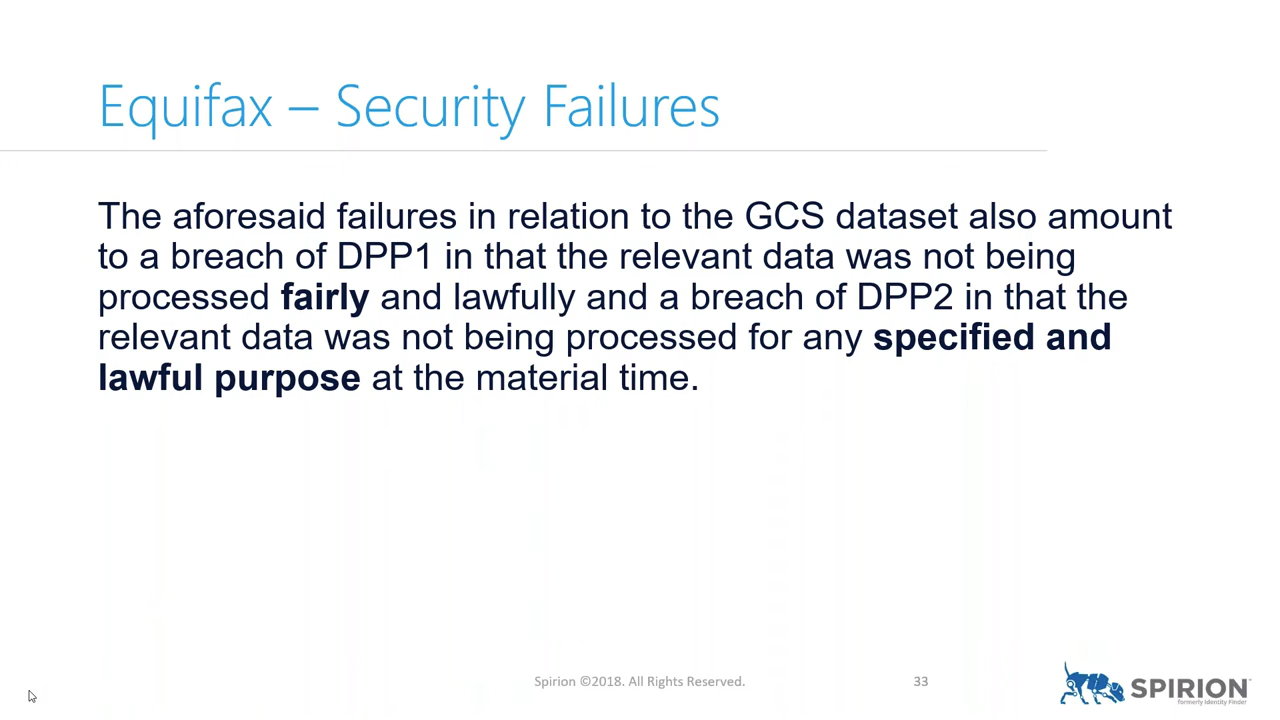 Equifax – Security Failures
The aforesaid failures in relation to the GCS dataset also amount
to a breach of DPP1 in that the relevant data was not being
processed fairly and lawfully and a breach of DPP2 in that the
relevant data was not being processed for any specified and
lawful purpose at the material time.
Spirion ©2018. All Rights Reserved.
33
SPIRION
formerly Identity Finder